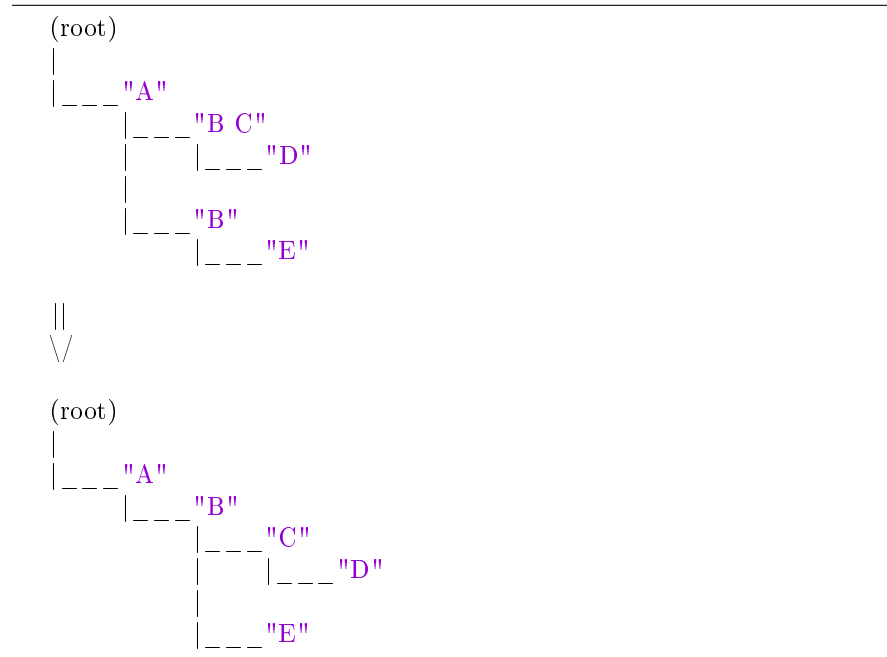 (root)
|
|___"A"
    |___"B C"
    |   |___"D"
    |
    |___"B"
        |___"E"
||
\/
(root)
|
|___"A"
    |___"B"
        |___"C"
        |   |___"D"
        |
        |___"E"